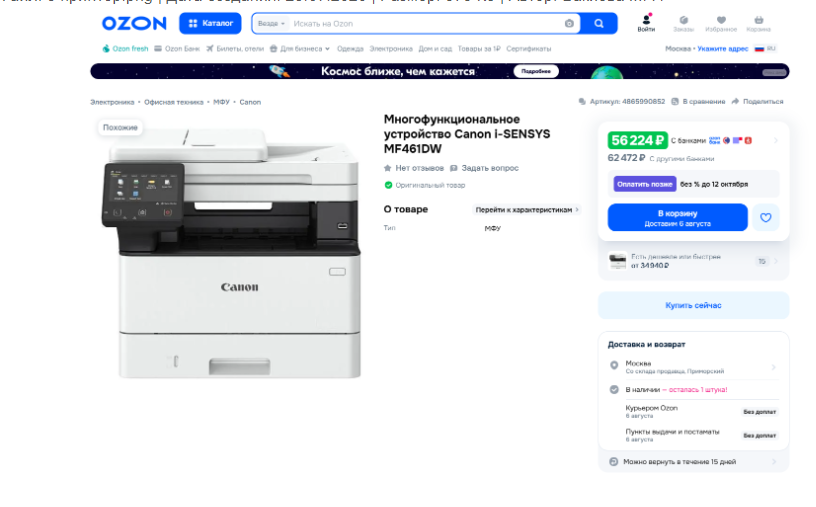 OZON
Каталог
Везде
Искать на Ozon
Войти
Заказы
Избранное
Корзина
Ozon fresh
Ozon Банк
Билеты, отели
Для бизнеса
Одежда
Электроника
Дом и сад
Товары за 1₽
Сертификаты
Москва • Укажите адрес
RU
Космос ближе, чем кажется
Подробнее
Электроника • Офисная техника • МФУ • Canon
Артикул: 4865990852
В сравнение
Поделиться
Похожие
Canon
Многофункциональное
устройство Canon i-SENSYS
MF461DW
Нет отзывов
Задать вопрос
Оригинальный товар
О товаре
Перейти к характеристикам
Тип
МФУ
56 224 ₽
С банками
62 472 ₽
С другими банками
Оплатить позже
без % до 12 октября
В корзину
Доставим 6 августа
Есть дешевле или быстрее
от 34 940 ₽
Купить сейчас
Доставка и возврат
Москва
Со склада продавца, Приморский
В наличии — осталась 1 штука!
Курьером Ozon
6 августа
Без доплат
Пункты выдачи и постаматы
6 августа
Без доплат
Можно вернуть в течение 15 дней